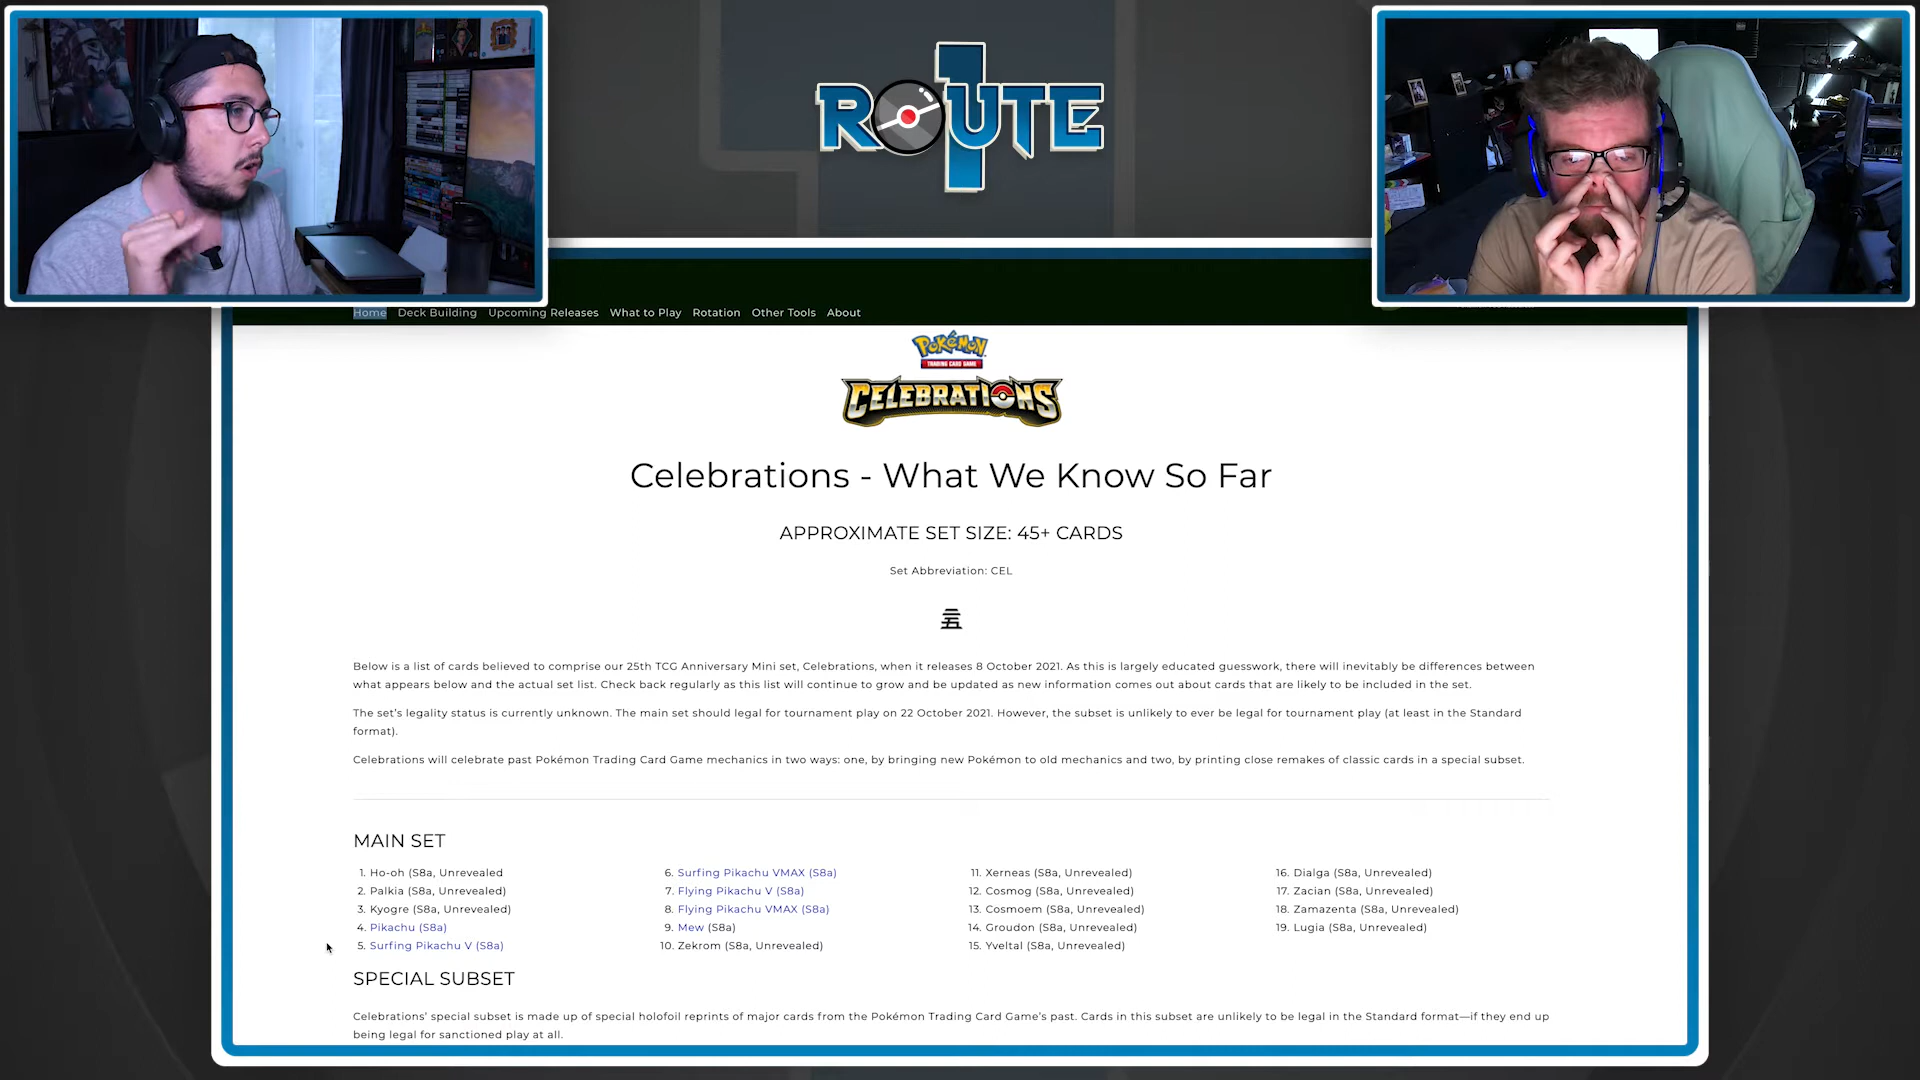 ROUTE 1
Home Deck Building Upcoming Releases What to Play Rotation Other Tools About
POKéMON
TRADING CARD GAME
CELEBRATIONS
Celebrations - What We Know So Far
APPROXIMATE SET SIZE: 45+ CARDS
Set Abbreviation: CEL
Below is a list of cards believed to comprise our 25th TCG Anniversary Mini set, Celebrations, when it releases 8 October 2021. As this is largely educated guesswork, there will inevitably be differences between
what appears below and the actual set list. Check back regularly as this list will continue to grow and be updated as new information comes out about cards that are likely to be included in the set.
The set's legality status is currently unknown. The main set should legal for tournament play on 22 October 2021. However, the subset is unlikely to ever be legal for tournament play (at least in the Standard
format).
Celebrations will celebrate past Pokémon Trading Card Game mechanics in two ways: one, by bringing new Pokémon to old mechanics and two, by printing close remakes of classic cards in a special subset.
MAIN SET
1. Ho-oh (S8a, Unrevealed
2. Palkia (S8a, Unrevealed)
3. Kyogre (S8a, Unrevealed)
4. Pikachu (S8a)
5. Surfing Pikachu V (S8a)
6. Surfing Pikachu VMAX (S8a)
7. Flying Pikachu V (S8a)
8. Flying Pikachu VMAX (S8a)
9. Mew (S8a)
10. Zekrom (S8a, Unrevealed)
11. Xerneas (S8a, Unrevealed)
12. Cosmog (S8a, Unrevealed)
13. Cosmoem (S8a, Unrevealed)
14. Groudon (S8a, Unrevealed)
15. Yveltal (S8a, Unrevealed)
16. Dialga (S8a, Unrevealed)
17. Zacian (S8a, Unrevealed)
18. Zamazenta (S8a, Unrevealed)
19. Lugia (S8a, Unrevealed)
SPECIAL SUBSET
Celebrations' special subset is made up of special holofoil reprints of major cards from the Pokémon Trading Card Game's past. Cards in this subset are unlikely to be legal in the Standard format—if they end up
being legal for sanctioned play at all.